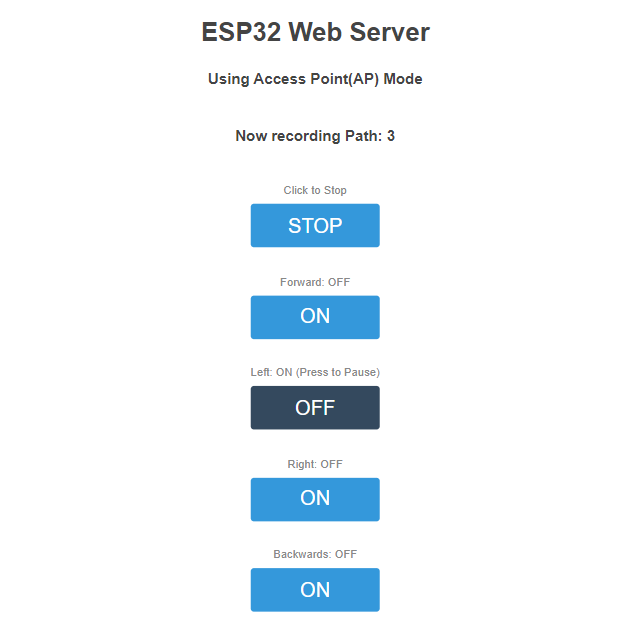 ESP32 Web Server
Using Access Point(AP) Mode
Now recording Path: 3
Click to Stop
STOP
Forward: OFF
ON
Left: ON (Press to Pause)
OFF
Right: OFF
ON
Backwards: OFF
ON